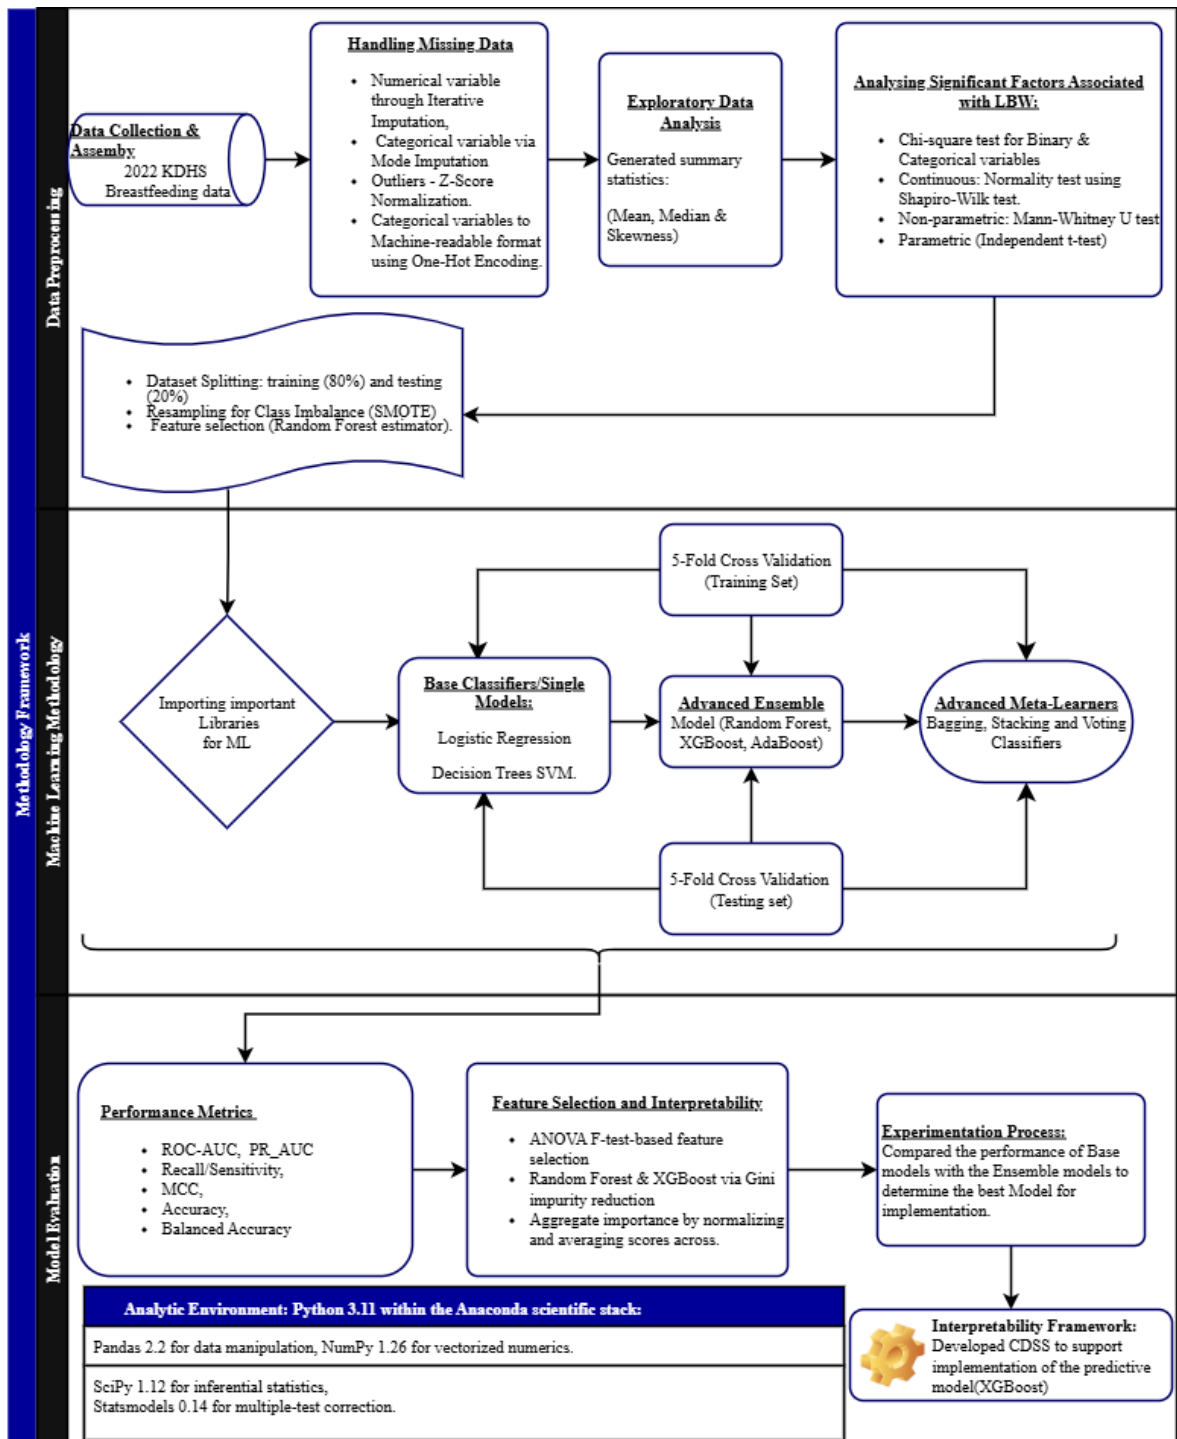 Methodology Framework
Data Preprocessing
Data Collection &
Assemby
2022 KDHS
Breastfeeding data
Handling Missing Data
• Numerical variable
through Iterative
Imputation,
• Categorical variable via
Mode Imputation
• Outliers - Z-Score
Normalization.
• Categorical variables to
Machine-readable format
using One-Hot Encoding.
Exploratory Data
Analysis
Generated summary
statistics:
(Mean, Median &
Skewness)
Analysing Significant Factors Associated
with LBW:
• Chi-square test for Binary &
Categorical variables
• Continuous: Normality test using
Shapiro-Wilk test.
• Non-parametric: Mann-Whitney U test
• Parametric (Independent t-test)
• Dataset Splitting: training (80%) and testing
(20%)
• Resampling for Class Imbalance (SMOTE)
• Feature selection (Random Forest estimator).
Machine Learning Methodology
Importing important
Libraries
for ML
5-Fold Cross Validation
(Training Set)
Base Classifiers/Single
Models:
Logistic Regression
Decision Trees SVM.
Advanced Ensemble
Model (Random Forest,
XGBoost, AdaBoost)
Advanced Meta-Learners
Bagging, Stacking and Voting
Classifiers
5-Fold Cross Validation
(Testing set)
Model Evaluation
Performance Metrics
• ROC-AUC, PR_AUC
• Recall/Sensitivity,
• MCC,
• Accuracy,
• Balanced Accuracy
Feature Selection and Interpretability
• ANOVA F-test-based feature
selection
• Random Forest & XGBoost via Gini
impurity reduction
• Aggregate importance by normalizing
and averaging scores across.
Experimentation Process:
Compared the performance of Base
models with the Ensemble models to
determine the best Model for
implementation.
Interpretability Framework:
Developed CDSS to support
implementation of the predictive
model(XGBoost)
Analytic Environment: Python 3.11 within the Anaconda scientific stack:
Pandas 2.2 for data manipulation, NumPy 1.26 for vectorized numerics.
SciPy 1.12 for inferential statistics,
Statsmodels 0.14 for multiple-test correction.